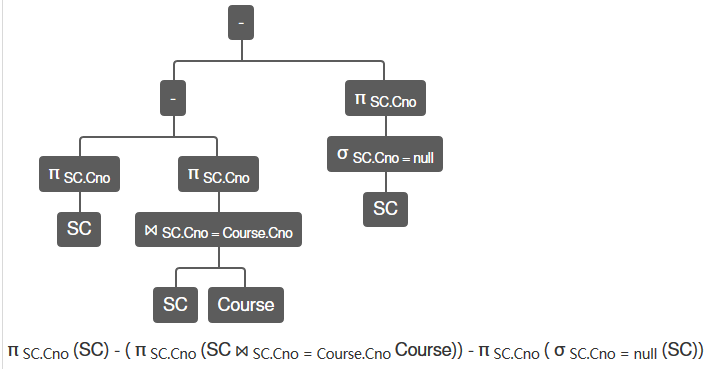 -
-
π SC.Cno
π SC.Cno
π SC.Cno
σ SC.Cno = null
SC
⋈ SC.Cno = Course.Cno
SC
SC
Course
π SC.Cno (SC) - ( π SC.Cno (SC ⋈ SC.Cno = Course.Cno Course)) - π SC.Cno ( σ SC.Cno = null (SC))